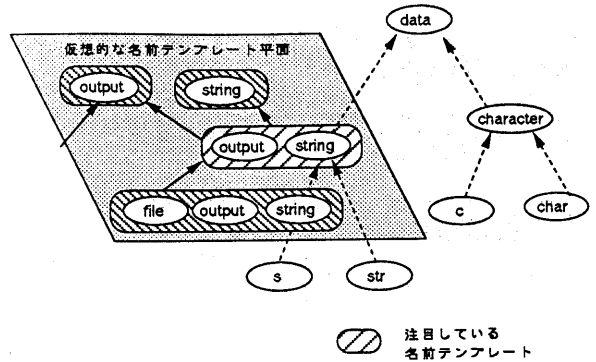 data
仮想的な名前テンプレート平面
output
string
character
output string
file output string
c
char
s
str
注目している
名前テンプレート